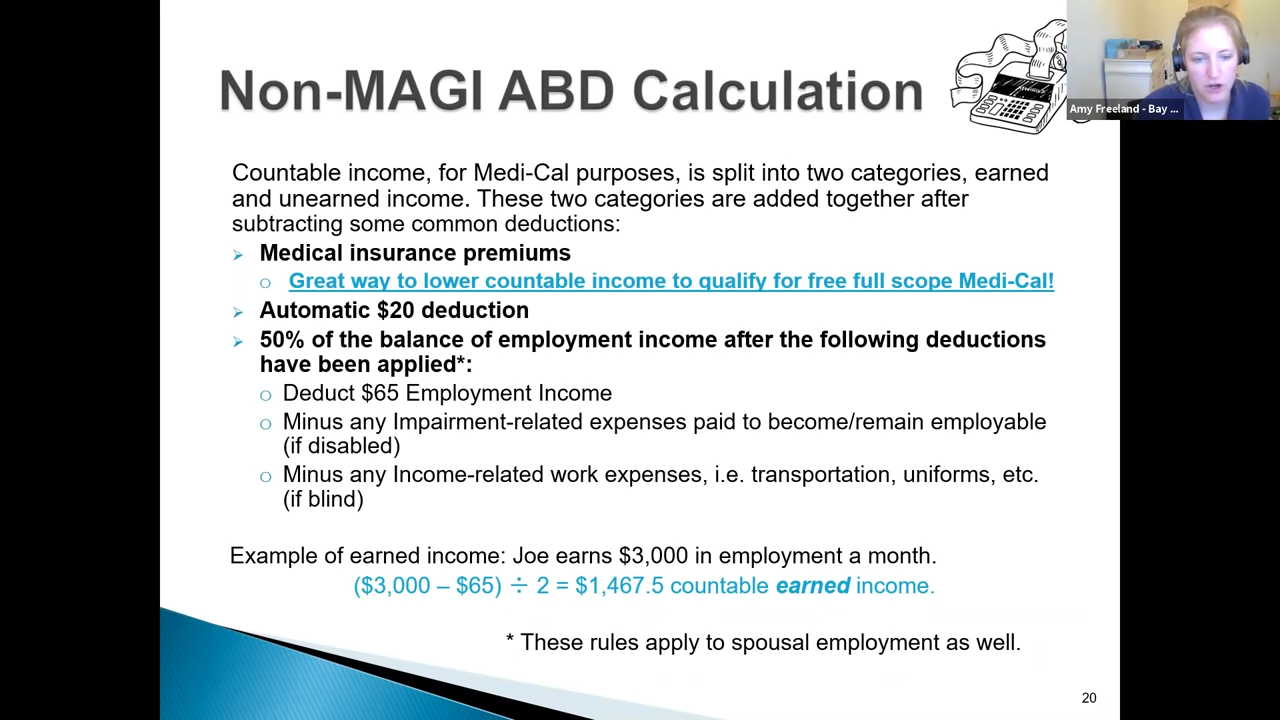 Non-MAGI ABD Calculation
Amy Freeland - Bay ...
Countable income, for Medi-Cal purposes, is split into two categories, earned
and unearned income. These two categories are added together after
subtracting some common deductions:
Medical insurance premiums
Great way to lower countable income to qualify for free full scope Medi-Cal!
Automatic $20 deduction
50% of the balance of employment income after the following deductions
have been applied*:
Deduct $65 Employment Income
Minus any Impairment-related expenses paid to become/remain employable
(if disabled)
Minus any Income-related work expenses, i.e. transportation, uniforms, etc.
(if blind)
Example of earned income: Joe earns $3,000 in employment a month.
($3,000 – $65) ÷ 2 = $1,467.5 countable earned income.
* These rules apply to spousal employment as well.
20